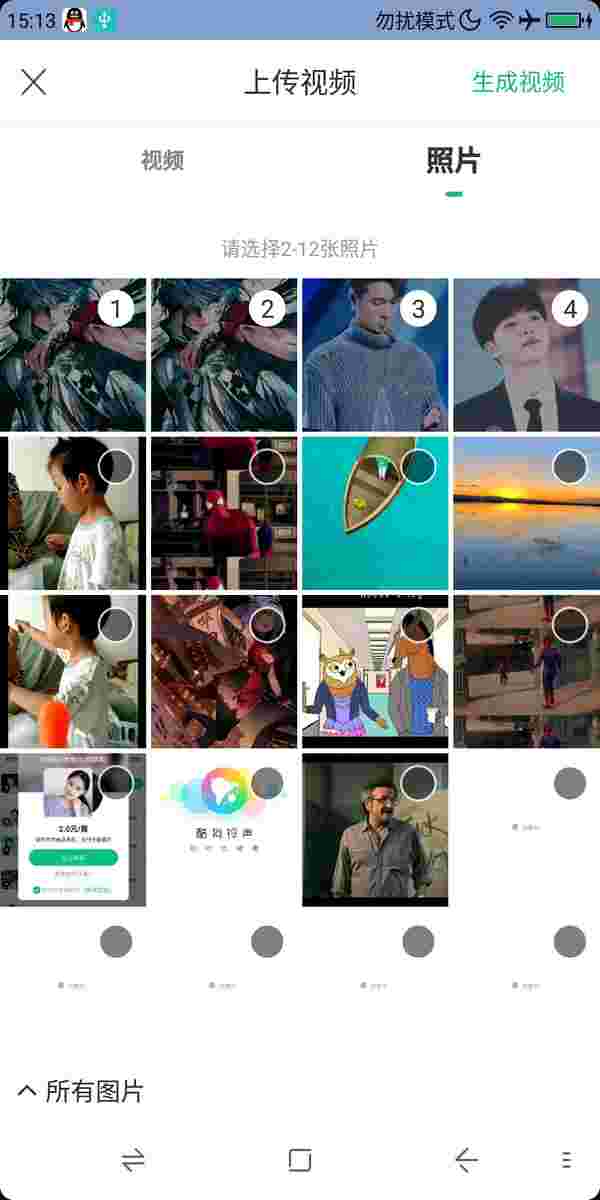 15:13
勿扰模式
上传视频
生成视频
视频
照片
请选择2-12张照片
1
2
3
4
2.0元/月
酷狗铃声
所有图片